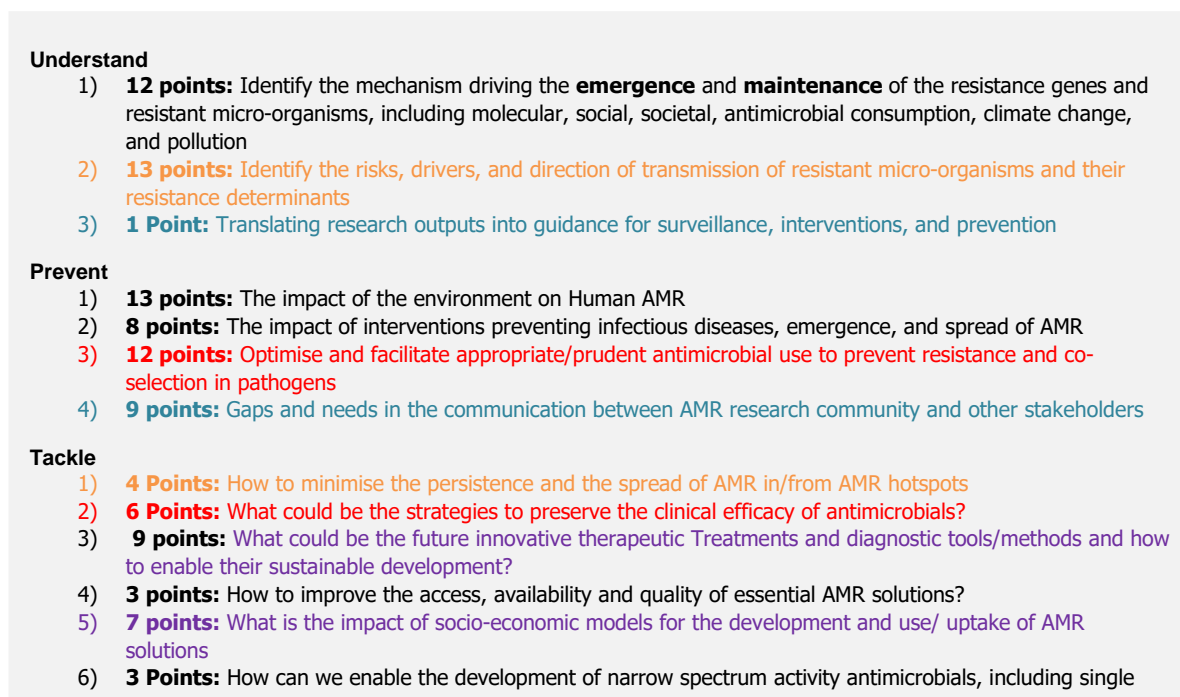 Understand
1) 12 points: Identify the mechanism driving the emergence and maintenance of the resistance genes and
resistant micro-organisms, including molecular, social, societal, antimicrobial consumption, climate change,
and pollution
2) 13 points: Identify the risks, drivers, and direction of transmission of resistant micro-organisms and their
resistance determinants
3) 1 Point: Translating research outputs into guidance for surveillance, interventions, and prevention
Prevent
1) 13 points: The impact of the environment on Human AMR
2) 8 points: The impact of interventions preventing infectious diseases, emergence, and spread of AMR
3) 12 points: Optimise and facilitate appropriate/prudent antimicrobial use to prevent resistance and co-
selection in pathogens
4) 9 points: Gaps and needs in the communication between AMR research community and other stakeholders
Tackle
1) 4 Points: How to minimise the persistence and the spread of AMR in/from AMR hotspots
2) 6 Points: What could be the strategies to preserve the clinical efficacy of antimicrobials?
3) 9 points: What could be the future innovative therapeutic Treatments and diagnostic tools/methods and how
to enable their sustainable development?
4) 3 points: How to improve the access, availability and quality of essential AMR solutions?
5) 7 points: What is the impact of socio-economic models for the development and use/ uptake of AMR
solutions
6) 3 Points: How can we enable the development of narrow spectrum activity antimicrobials, including single